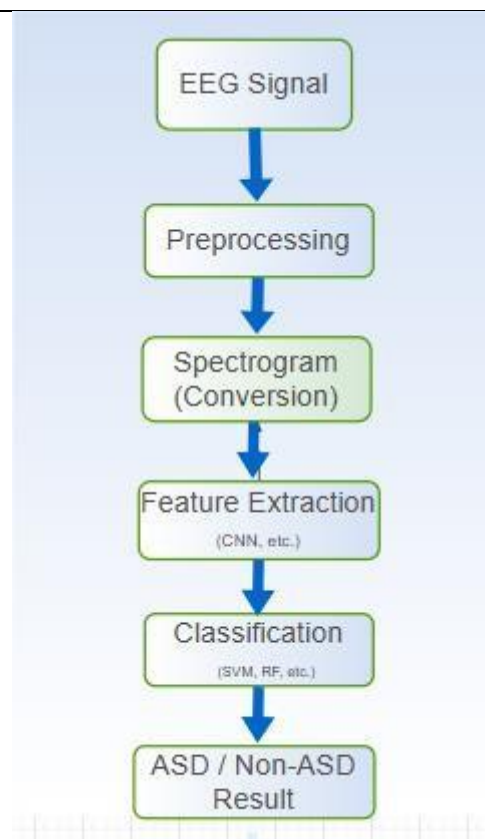 EEG Signal
Preprocessing
Spectrogram
(Conversion)
Feature Extraction
(CNN, etc.)
Classification
(SVM, RF, etc.)
ASD / Non-ASD
Result